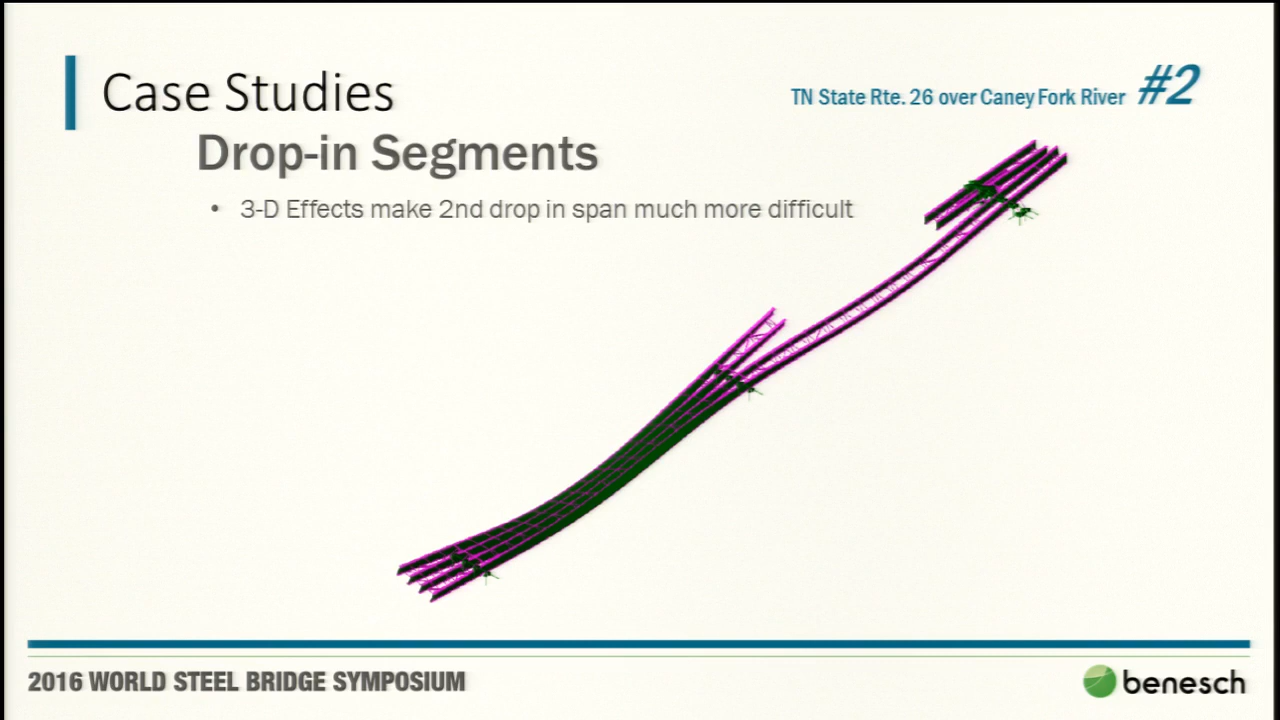 Case Studies
TN State Rte. 26 over Caney Fork River #2
Drop-in Segments
• 3-D Effects make 2nd drop in span much more difficult
2016 WORLD STEEL BRIDGE SYMPOSIUM
benesch